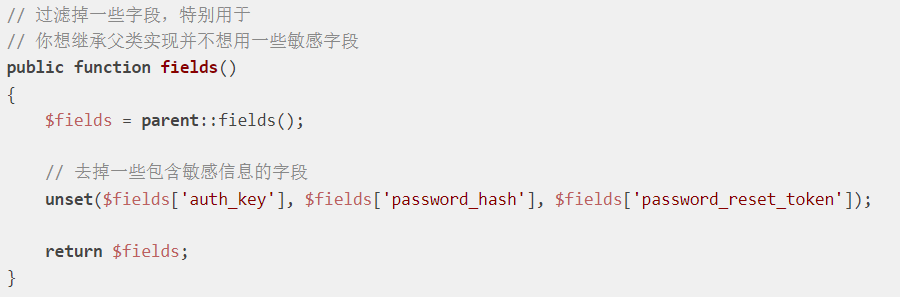 // 过滤掉一些字段，特别用于
// 你想继承父类实现并不想用一些敏感字段
public function fields()
{
    $fields = parent::fields();
    // 去掉一些包含敏感信息的字段
    unset($fields['auth_key'], $fields['password_hash'], $fields['password_reset_token']);
    return $fields;
}